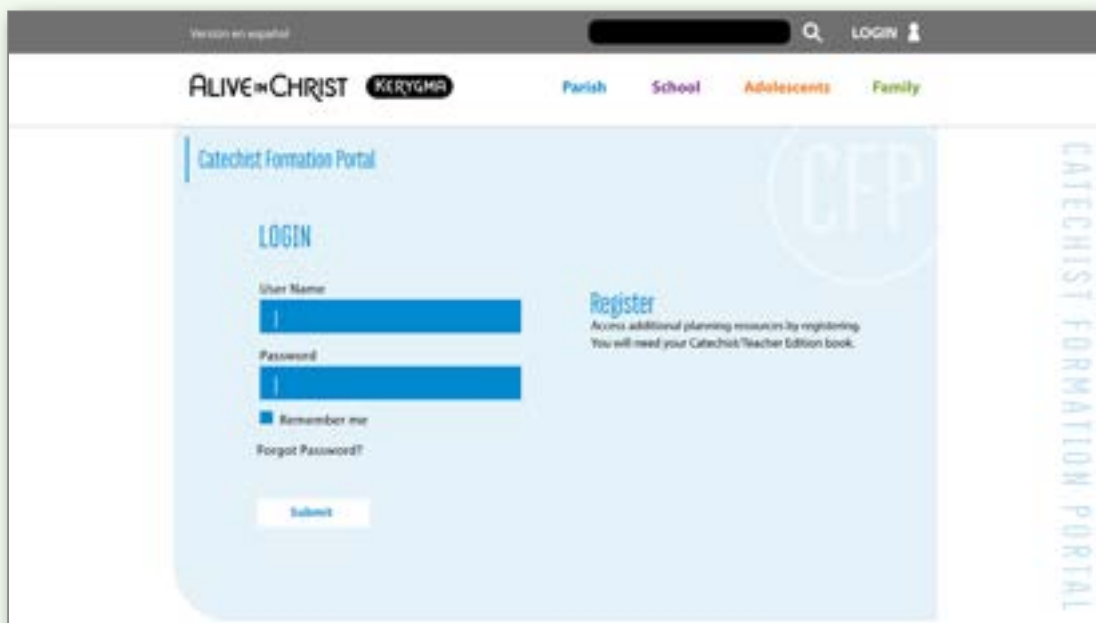 Versión en español
LOGIN
ALIVE IN CHRIST KERYGMA
Parish School Adolescents Family
Catechist Formation Portal
CFP
LOGIN
User Name
Password
Remember me
Forgot Password?
Submit
Register
Access additional planning resources by registering.
You will need your Catechist/Teacher Edition book.
CATECHIST FORMATION PORTAL